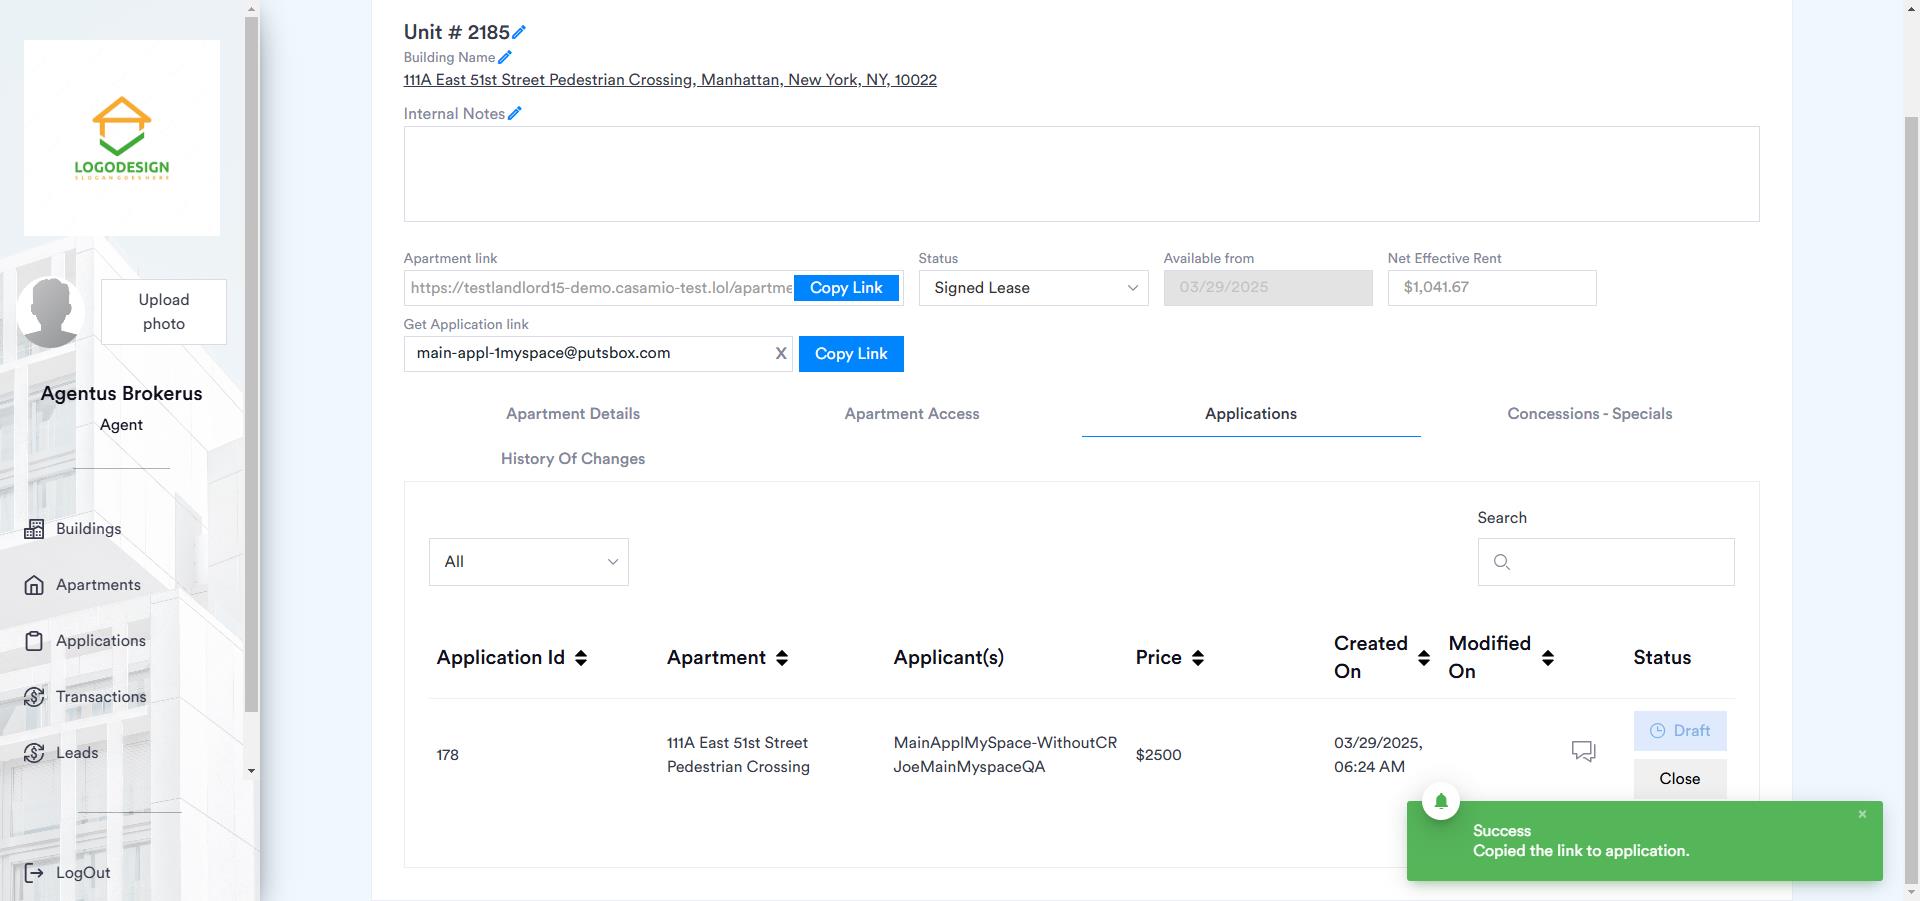 LOGODESIGN
SLOGANGOESHERE
Upload
photo
Agentus Brokerus
Agent
Buildings
Apartments
Applications
Transactions
Leads
LogOut
Unit # 2185
Building Name
111A East 51st Street Pedestrian Crossing, Manhattan, New York, NY, 10022
Internal Notes
Apartment link
https://testlandlord15-demo.casamio-test.lol/apartme
Copy Link
Status
Signed Lease
Available from
03/29/2025
Net Effective Rent
$1,041.67
Get Application link
main-appl-1myspace@putsbox.com
X
Copy Link
Apartment Details
Apartment Access
Applications
Concessions - Specials
History Of Changes
All
Search
Application Id
Apartment
Applicant(s)
Price
Created
On
Modified
On
Status
178
111A East 51st Street
Pedestrian Crossing
MainApplMySpace-WithoutCR
JoeMainMyspaceQA
$2500
03/29/2025,
06:24 AM
Draft
Close
×
Success
Copied the link to application.